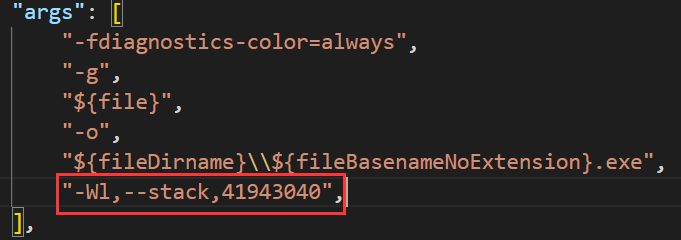 "args": [
"-fdiagnostics-color=always",
"-g",
"${file}",
"-o",
"${fileDirname}\\${fileBasenameNoExtension}.exe",
"-Wl,--stack,41943040",
],